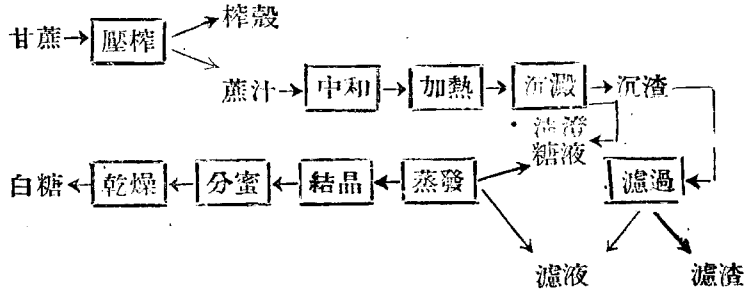 榨殼
甘蔗→壓榨
蔗汁→中和→加熱→沉澱→沉渣
清澄
糖液
白糖←乾燥←分蜜←結晶←蒸發
濾過
濾液
濾渣